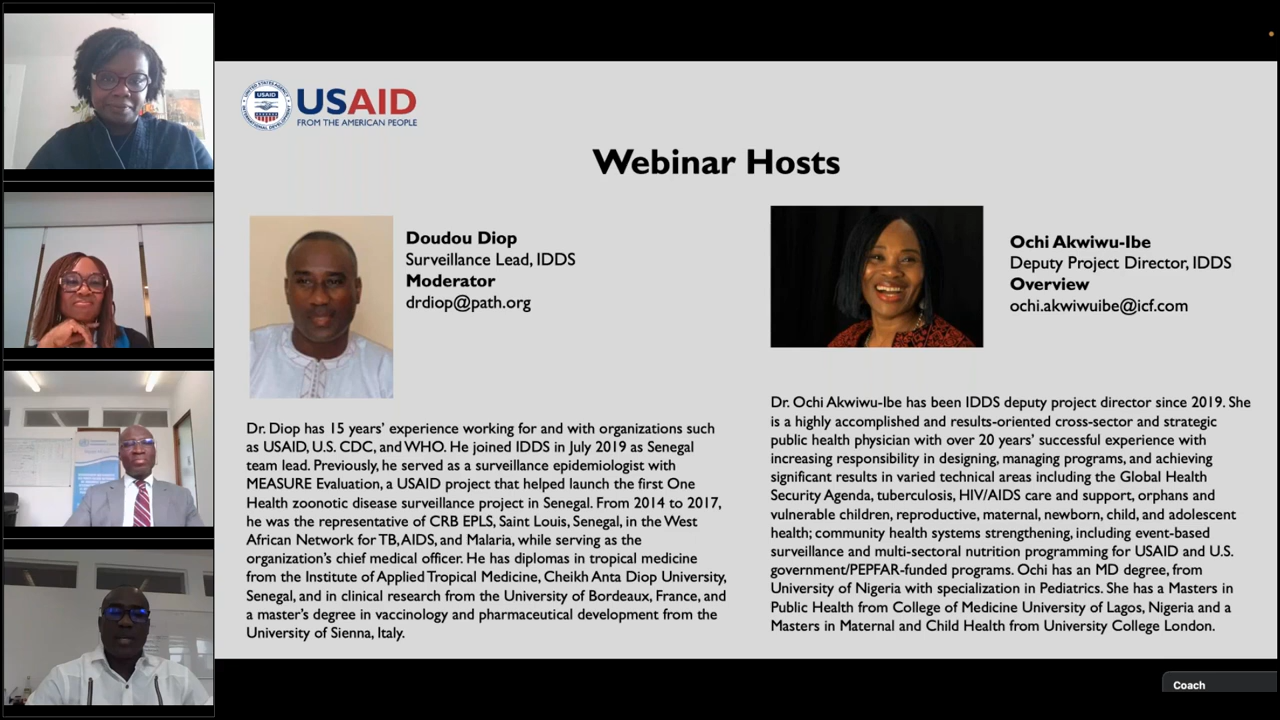 USAID
FROM THE AMERICAN PEOPLE
Webinar Hosts
Doudou Diop
Surveillance Lead, IDDS
Moderator
drdiop@path.org
Dr. Diop has 15 years' experience working for and with organizations such
as USAID, U.S. CDC, and WHO. He joined IDDS in July 2019 as Senegal
team lead. Previously, he served as a surveillance epidemiologist with
MEASURE Evaluation, a USAID project that helped launch the first One
Health zoonotic disease surveillance project in Senegal. From 2014 to 2017,
he was the representative of CRB EPLS, Saint Louis, Senegal, in the West
African Network for TB, AIDS, and Malaria, while serving as the
organization's chief medical officer. He has diplomas in tropical medicine
from the Institute of Applied Tropical Medicine, Cheikh Anta Diop University,
Senegal, and in clinical research from the University of Bordeaux, France, and
a master's degree in vaccinology and pharmaceutical development from the
University of Sienna, Italy.
Ochi Akwiwu-Ibe
Deputy Project Director, IDDS
Overview
ochi.akwiwuibe@icf.com
Dr. Ochi Akwiwu-Ibe has been IDDS deputy project director since 2019. She
is a highly accomplished and results-oriented cross-sector and strategic
public health physician with over 20 years' successful experience with
increasing responsibility in designing, managing programs, and achieving
significant results in varied technical areas including the Global Health
Security Agenda, tuberculosis, HIV/AIDS care and support, orphans and
vulnerable children, reproductive, maternal, newborn, child, and adolescent
health; community health systems strengthening, including event-based
surveillance and multi-sectoral nutrition programming for USAID and U.S.
government/PEPFAR-funded programs. Ochi has an MD degree, from
University of Nigeria with specialization in Pediatrics. She has a Masters in
Public Health from College of Medicine University of Lagos, Nigeria and a
Masters in Maternal and Child Health from University College London.
Coach